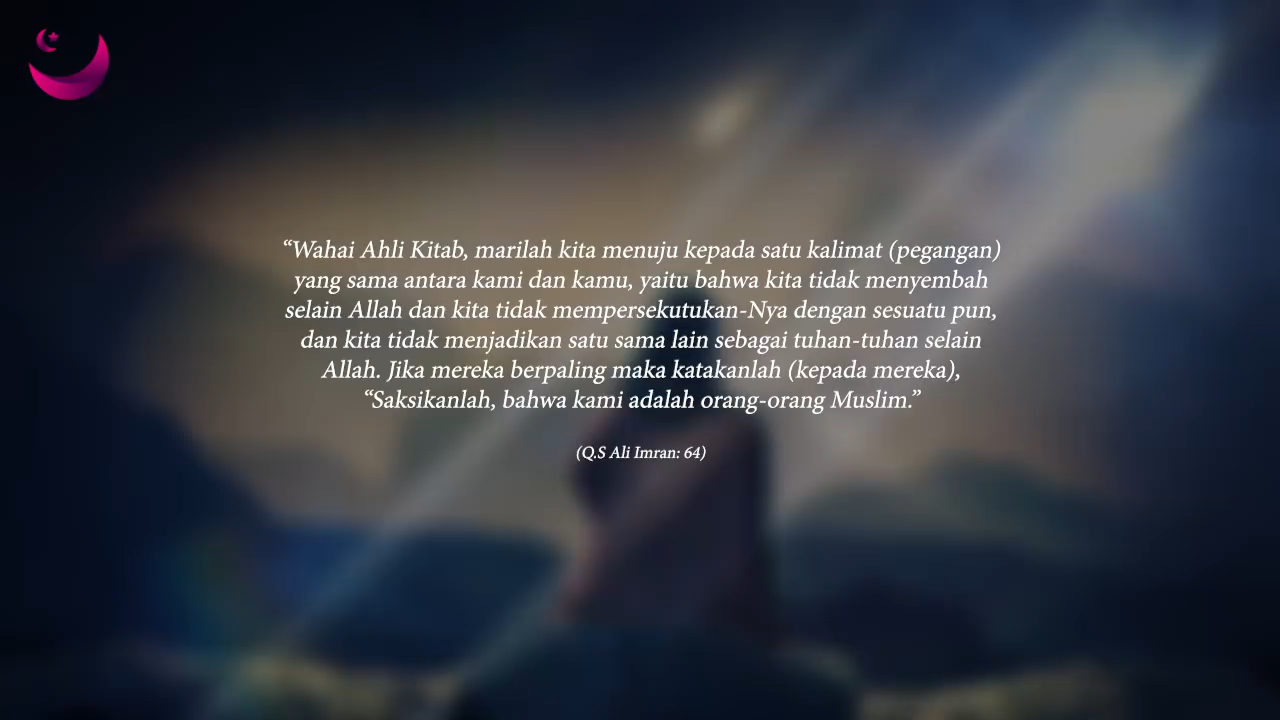 “Wahai Ahli Kitab, marilah kita menuju kepada satu kalimat (pegangan)
yang sama antara kami dan kamu, yaitu bahwa kita tidak menyembah
selain Allah dan kita tidak mempersekutukan-Nya dengan sesuatu pun,
dan kita tidak menjadikan satu sama lain sebagai tuhan-tuhan selain
Allah. Jika mereka berpaling maka katakanlah (kepada mereka),
“Saksikanlah, bahwa kami adalah orang-orang Muslim.”
(Q.S Ali Imran: 64)